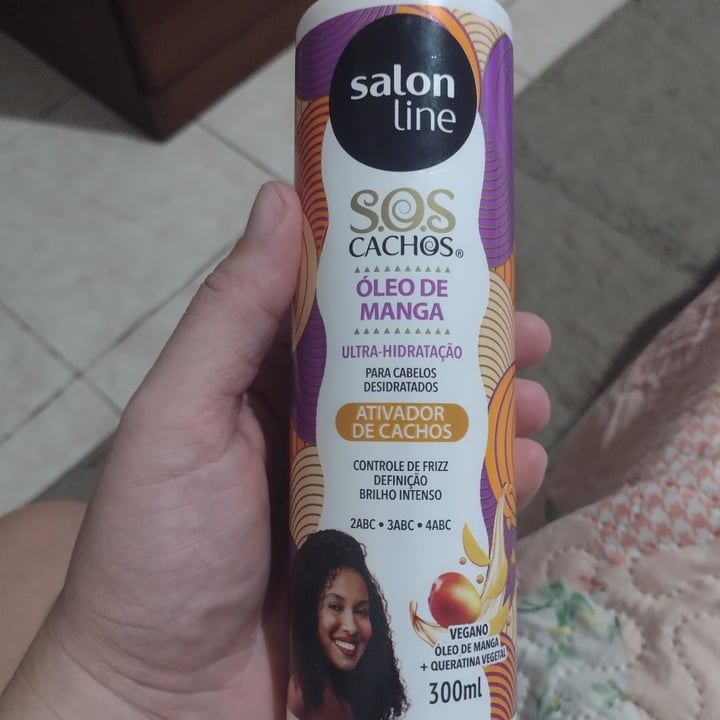 salon
line
S.O.S
CACHOS®
ÓLEO DE
MANGA
ULTRA-HIDRATAÇÃO
PARA CABELOS
DESIDRATADOS
ATIVADOR
DE CACHOS
CONTROLE DE FRIZZ
DEFINIÇÃO
BRILHO INTENSO
2ABC • 3ABC • 4ABC
VEGANO
ÓLEO DE MANGA
+ QUERATINA VEGETAL
300ml